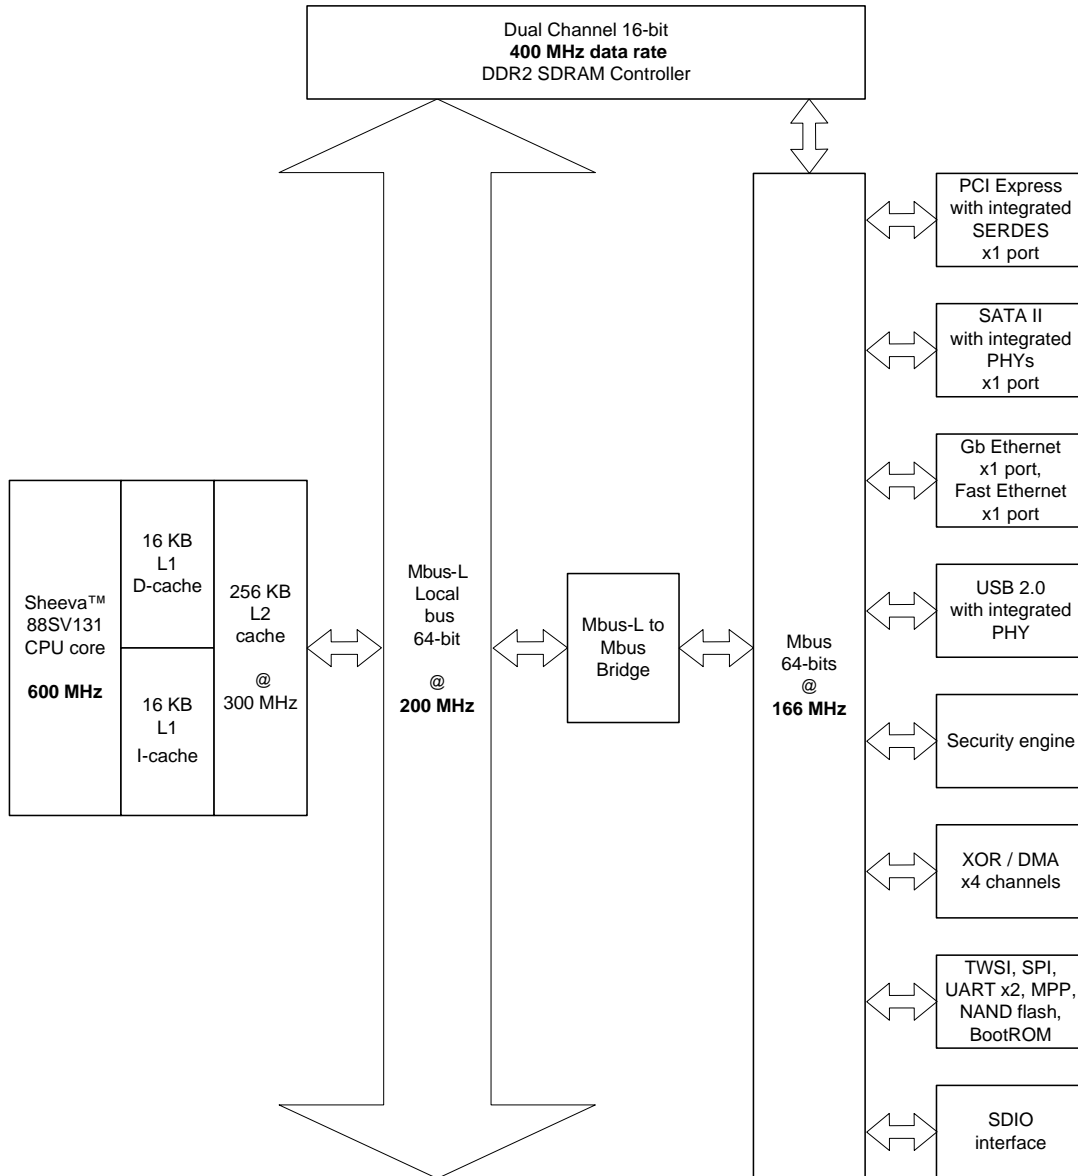 Dual Channel 16-bit
400 MHz data rate
DDR2 SDRAM Controller
PCI Express
with integrated
SERDES
x1 port
SATA II
with integrated
PHYs
x1 port
Gb Ethernet
x1 port,
Fast Ethernet
x1 port
Sheeva™
88SV131
CPU core
600 MHz
16 KB
L1
D-cache
16 KB
L1
I-cache
256 KB
L2
cache
@
300 MHz
Mbus-L
Local
bus
64-bit
@
200 MHz
Mbus-L to
Mbus
Bridge
Mbus
64-bits
@
166 MHz
USB 2.0
with integrated
PHY
Security engine
XOR / DMA
x4 channels
TWSI, SPI,
UART x2, MPP,
NAND flash,
BootROM
SDIO
interface